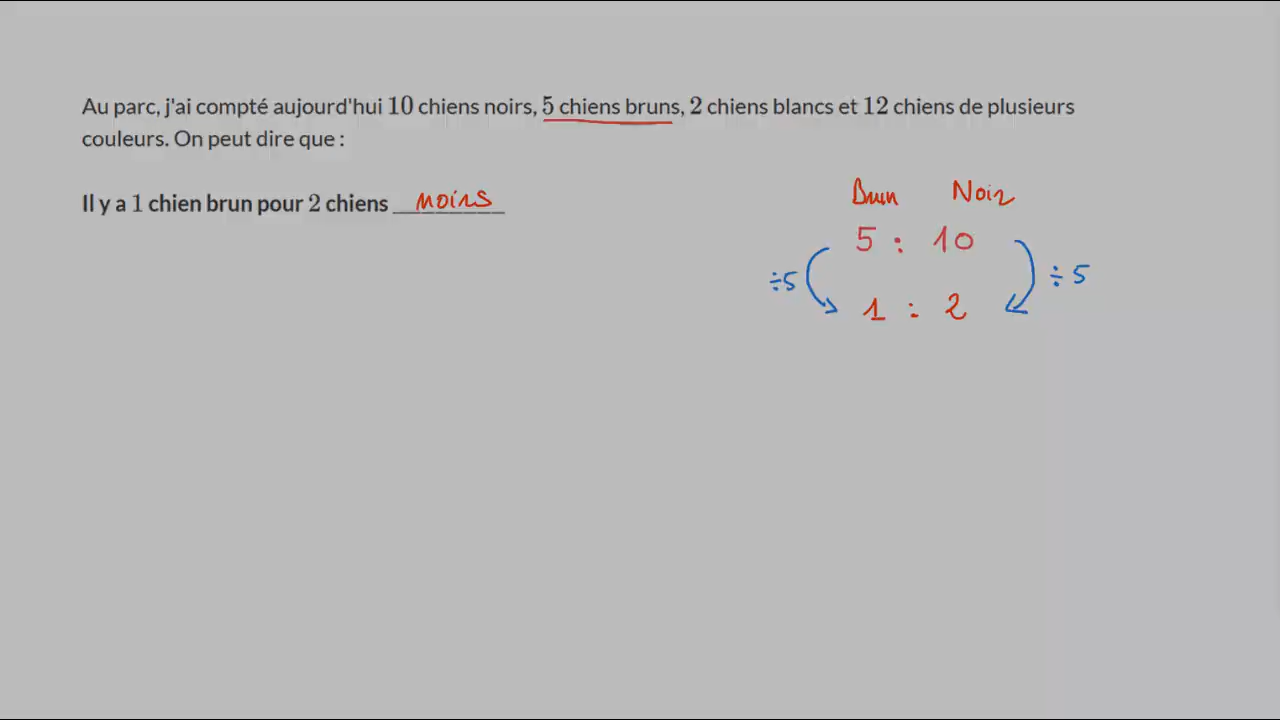 Au parc, j'ai compté aujourd'hui 10 chiens noirs, 5 chiens bruns, 2 chiens blancs et 12 chiens de plusieurs
couleurs. On peut dire que :
Il y a 1 chien brun pour 2 chiens noirs
Brun Noir
5 : 10
÷5 ÷ 5
1 : 2